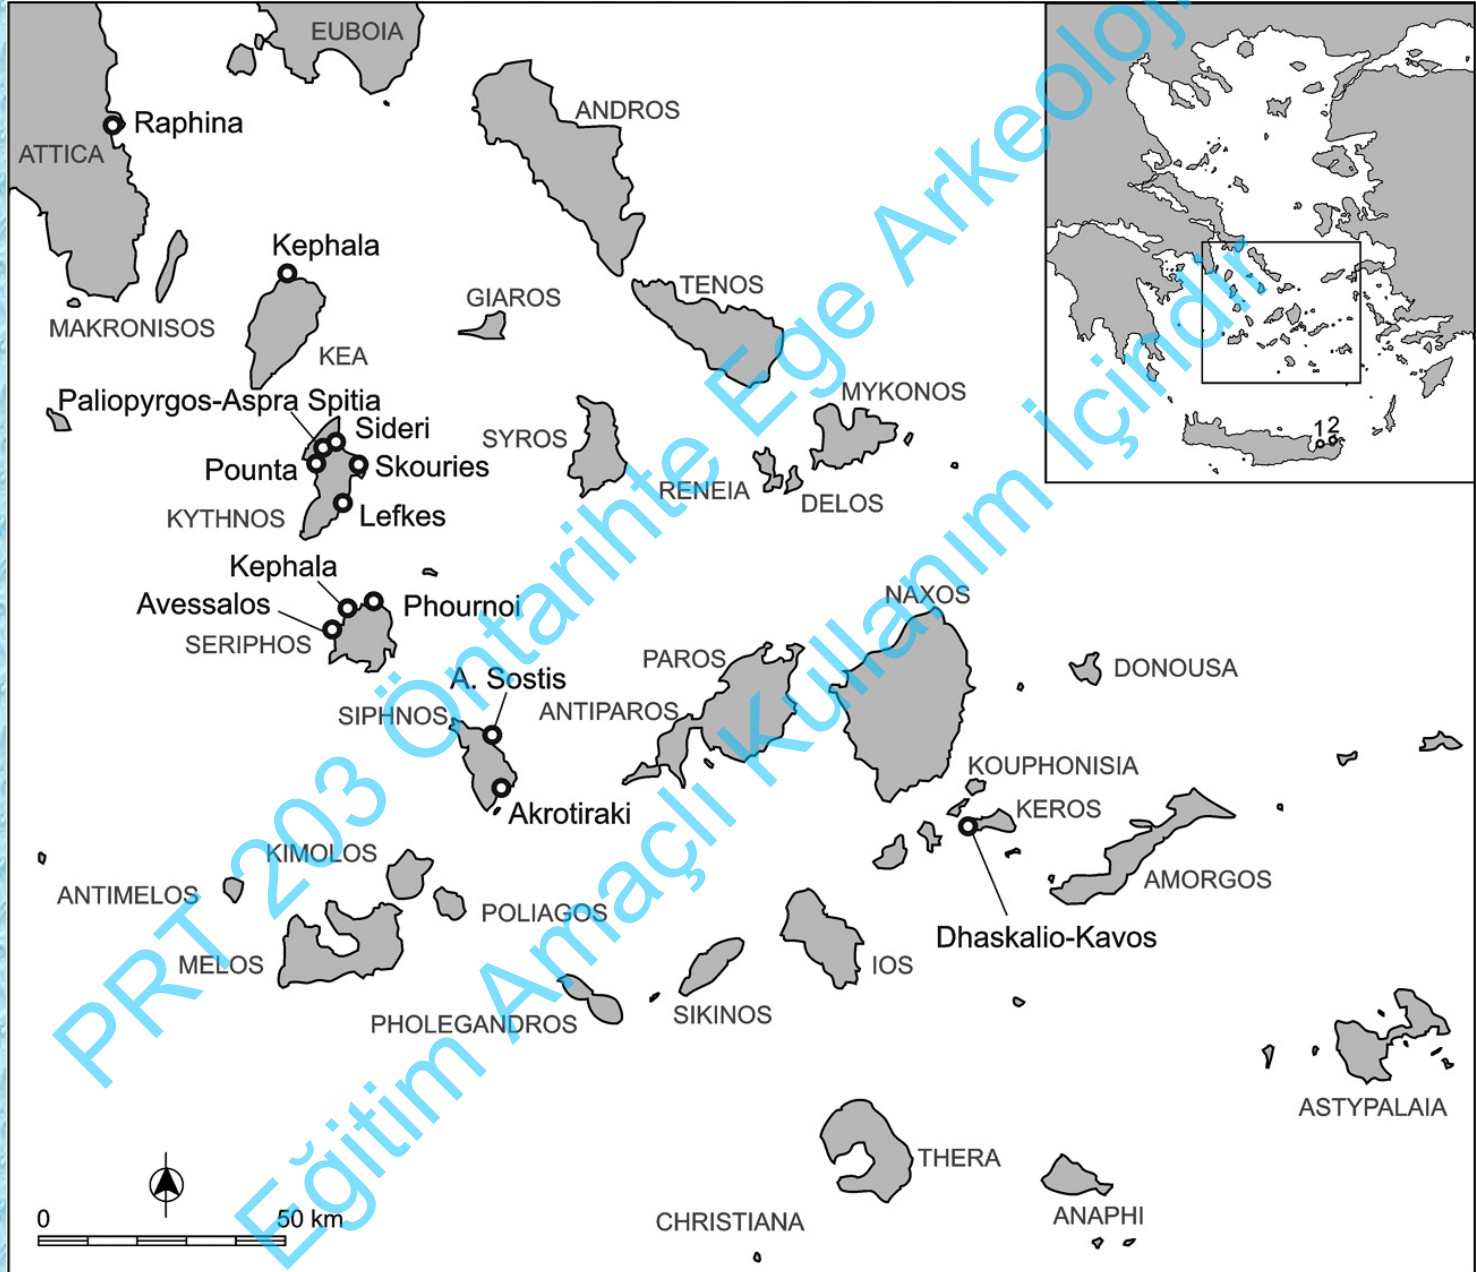 EUBOIA
ANDROS
Raphina
ATTICA
Kephala
TENOS
GIAROS
MAKRONISOS
KEA
MYKONOS
Paliopyrgos-Aspra Spitia
Sideri
SYROS
12
Pounta
Skouries
RENEIA
DELOS
KYTHNOS
Lefkes
Kephala
NAXOS
Avessalos
Phournoi
SERIPHOS
PAROS
DONOUSA
A. Sostis
SIPHNOS
ANTIPAROS
KOUPHONISIA
KEROS
Akrotiraki
KIMOLOS
AMORGOS
ANTIMELOS
POLIAGOS
Dhaskalio-Kavos
MELOS
IOS
SIKINOS
PHOLEGANDROS
ASTYPALAIA
THERA
ANAPHI
CHRISTIANA
0
50 km
PRT 203 Öntarihte Ege Arkeoloji
Eğitim Amaçlı Kullanım İçindir